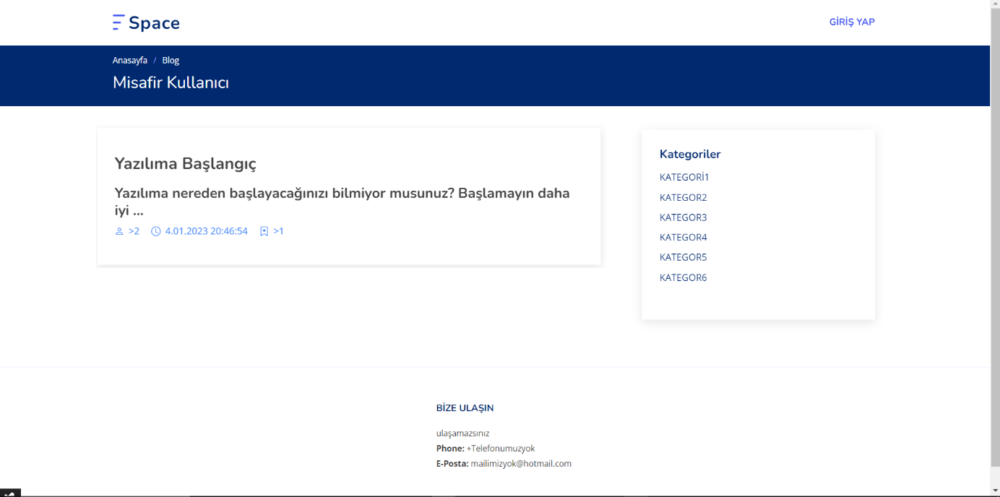 Space
GİRİŞ YAP
Anasayfa / Blog
Misafir Kullanıcı
Yazılıma Başlangıç
Yazılıma nereden başlayacağınızı bilmiyor musunuz? Başlamayın daha
iyi ...
>2 4.01.2023 20:46:54 >1
Kategoriler
KATEGORİ1
KATEGOR2
KATEGOR3
KATEGOR4
KATEGOR5
KATEGOR6
BİZE ULAŞIN
ulaşamazsınız
Phone: +Telefonumuzyok
E-Posta: mailimizyok@hotmail.com